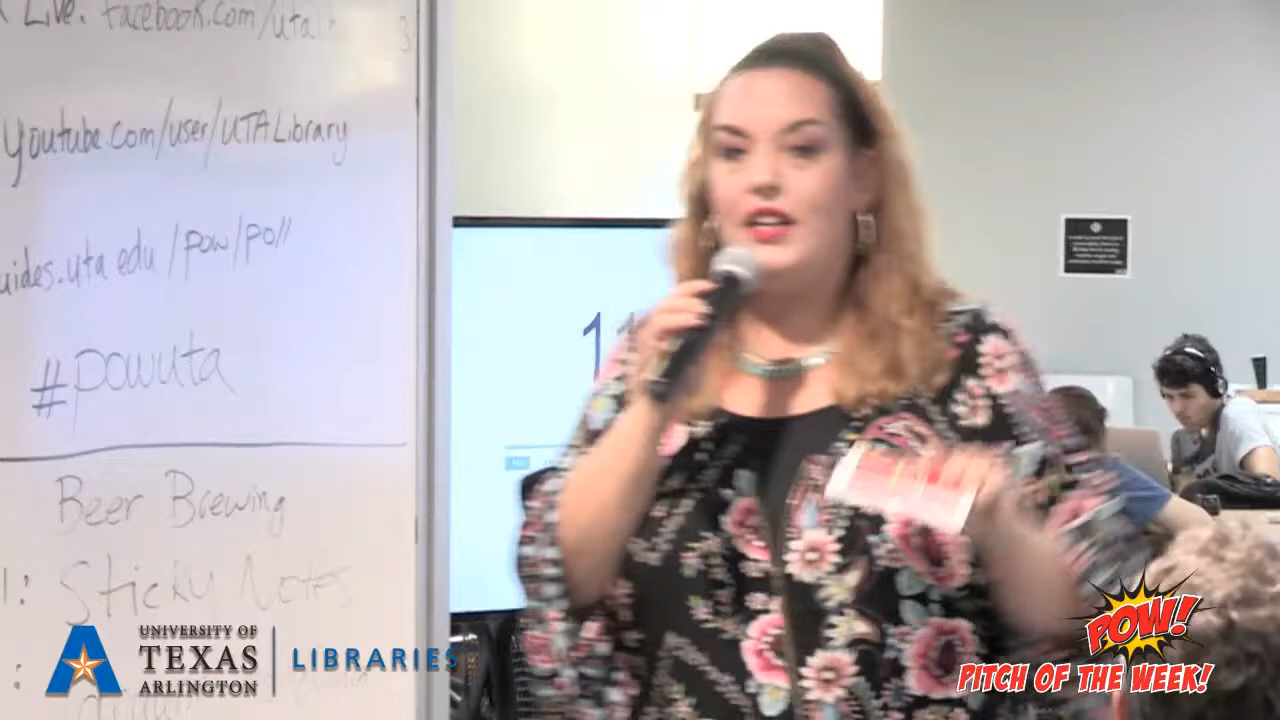 Live. facebook.com/uta
Youtube.com/user/UTALibrary
uides.uta.edu/pow/poll
#powuta
Beer Brewing
1: Sticky Notes
UNIVERSITY OF
TEXAS
ARLINGTON
LIBRARIES
POW!
PITCH OF THE WEEK!